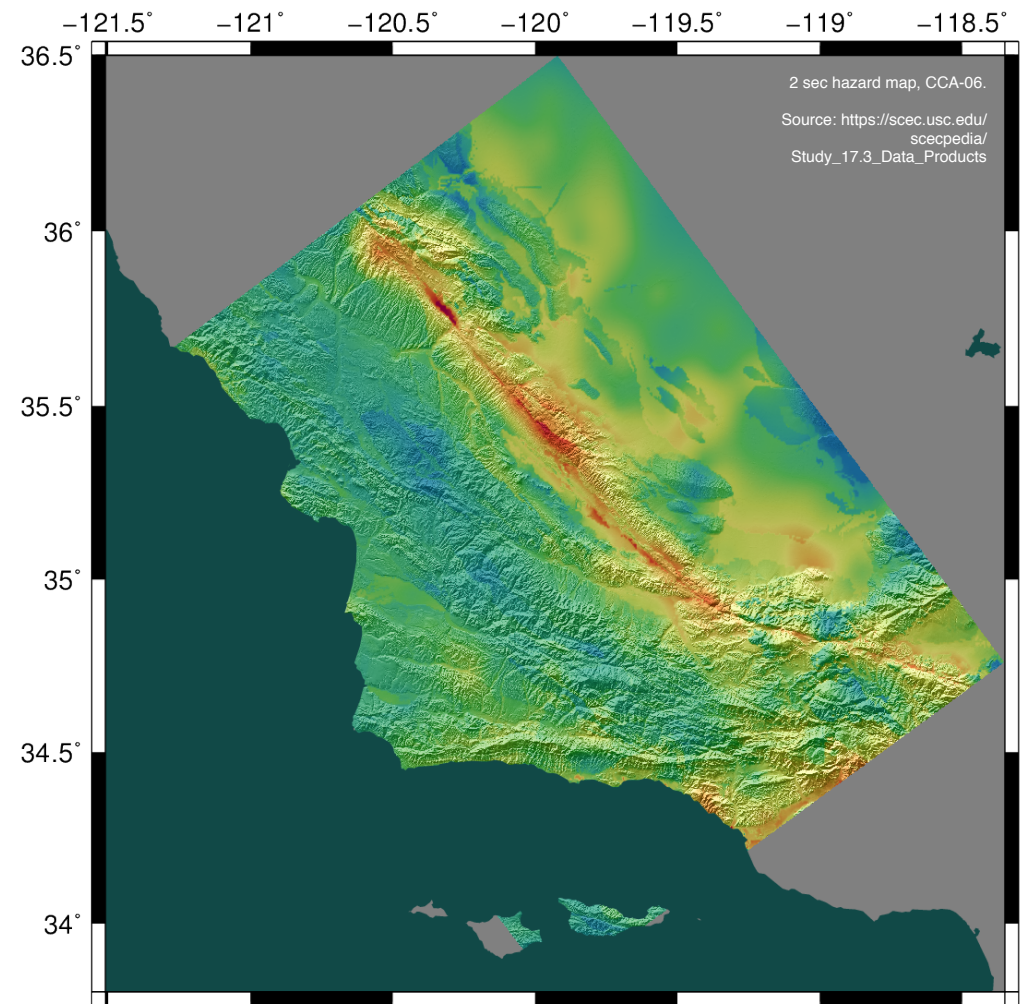 −121.5˚ −121˚ −120.5˚ −120˚ −119.5˚ −119˚ −118.5˚
36.5˚
2 sec hazard map, CCA-06.
Source: https://scec.usc.edu/
scecpedia/
Study_17.3_Data_Products
36˚
35.5˚
35˚
34.5˚
34˚